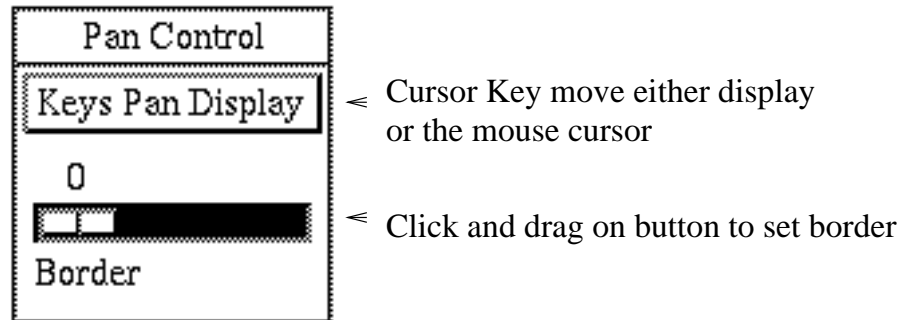 Pan Control
Keys Pan Display
Cursor Key move either display
or the mouse cursor
0
Click and drag on button to set border
Border